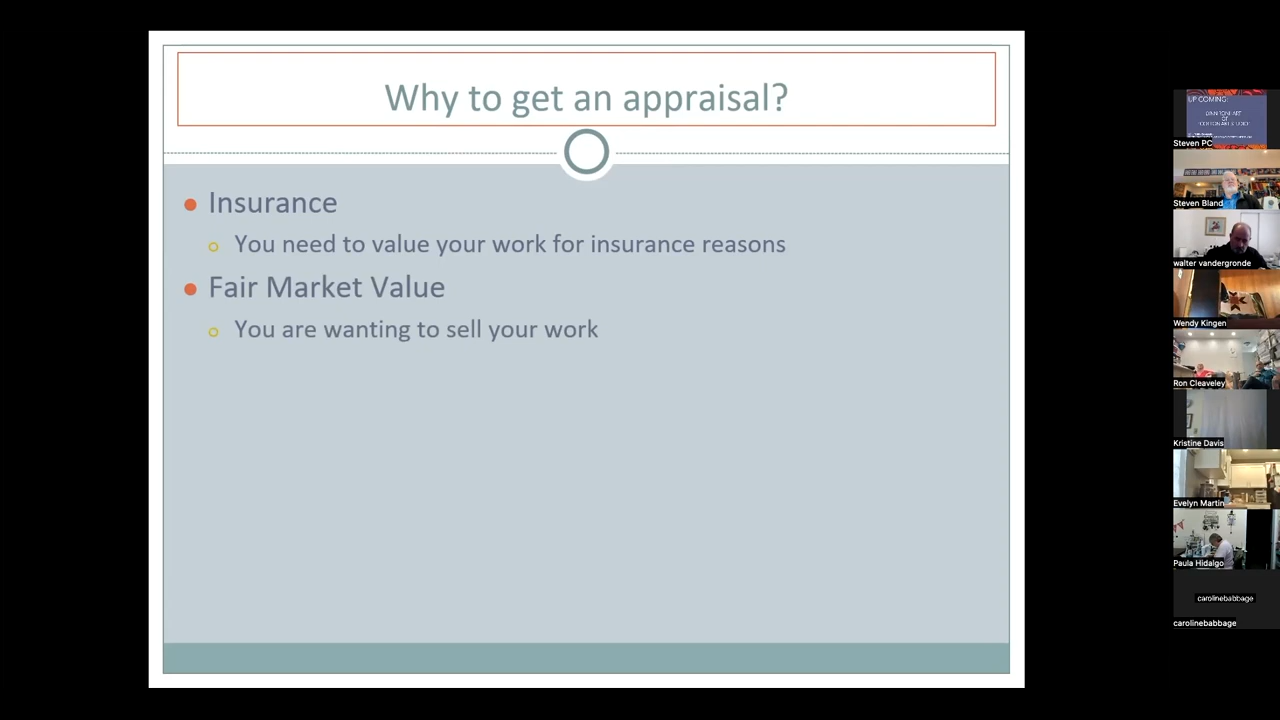 Why to get an appraisal?
Insurance
You need to value your work for insurance reasons
Fair Market Value
You are wanting to sell your work
UP COMING:
Steven PC
Steven Bland
walter vandergronde
Wendy Kingen
Ron Cleaveley
Kristine Davis
Evelyn Martin
Paula Hidalgo
carolinebabbage
carolinebabbage